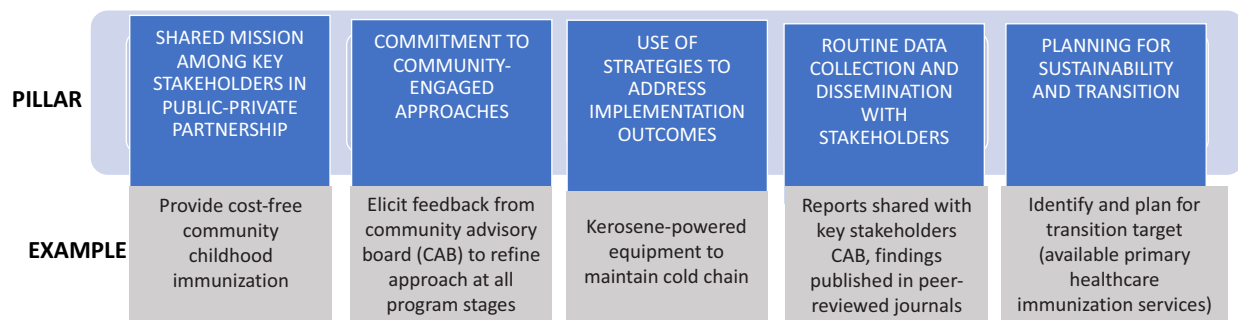 PILLAR
SHARED MISSION
AMONG KEY
STAKEHOLDERS IN
PUBLIC-PRIVATE
PARTNERSHIP
COMMITMENT TO
COMMUNITY-
ENGAGED
APPROACHES
USE OF
STRATEGIES TO
ADDRESS
IMPLEMENTATION
OUTCOMES
ROUTINE DATA
COLLECTION AND
DISSEMINATION
WITH
STAKEHOLDERS
PLANNING FOR
SUSTAINABILITY
AND TRANSITION
EXAMPLE
Provide cost-free
community
childhood
immunization
Elicit feedback from
community advisory
board (CAB) to refine
approach at all
program stages
Kerosene-powered
equipment to
maintain cold chain
Reports shared with
key stakeholders
CAB, findings
published in peer-
reviewed journals
Identify and plan for
transition target
(available primary
healthcare
immunization services)